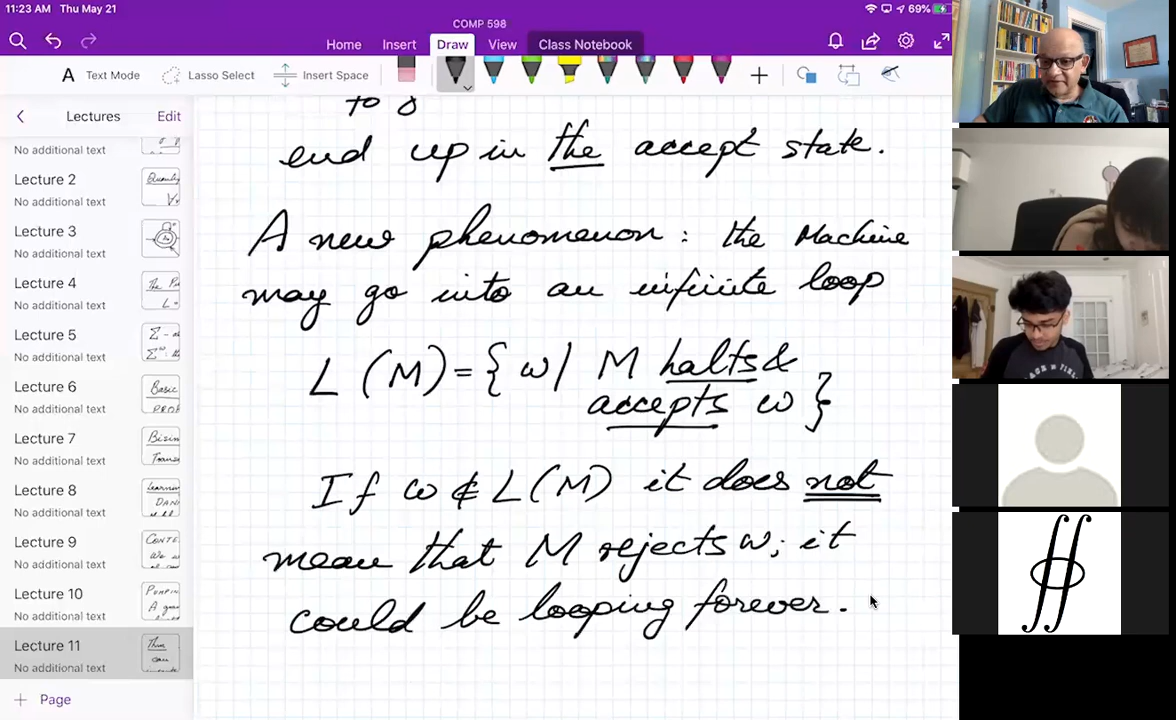 11:23 AM Thu May 21
69%
COMP 598
Home Insert Draw View Class Notebook
A Text Mode Lasso Select Insert Space
Lectures Edit
No additional text
Lecture 2
No additional text
Lecture 3
No additional text
Lecture 4
No additional text
Lecture 5
No additional text
Lecture 6
No additional text
Lecture 7
No additional text
Lecture 8
No additional text
Lecture 9
No additional text
Lecture 10
No additional text
Lecture 11
No additional text
+ Page
to
end up in the accept state.
A new phenomenon : the Machine
may go into an infinite loop
L (M) = { w | M halts &
accepts w }
If w ∉ L(M) it does not
mean that M rejects w; it
could be looping forever.